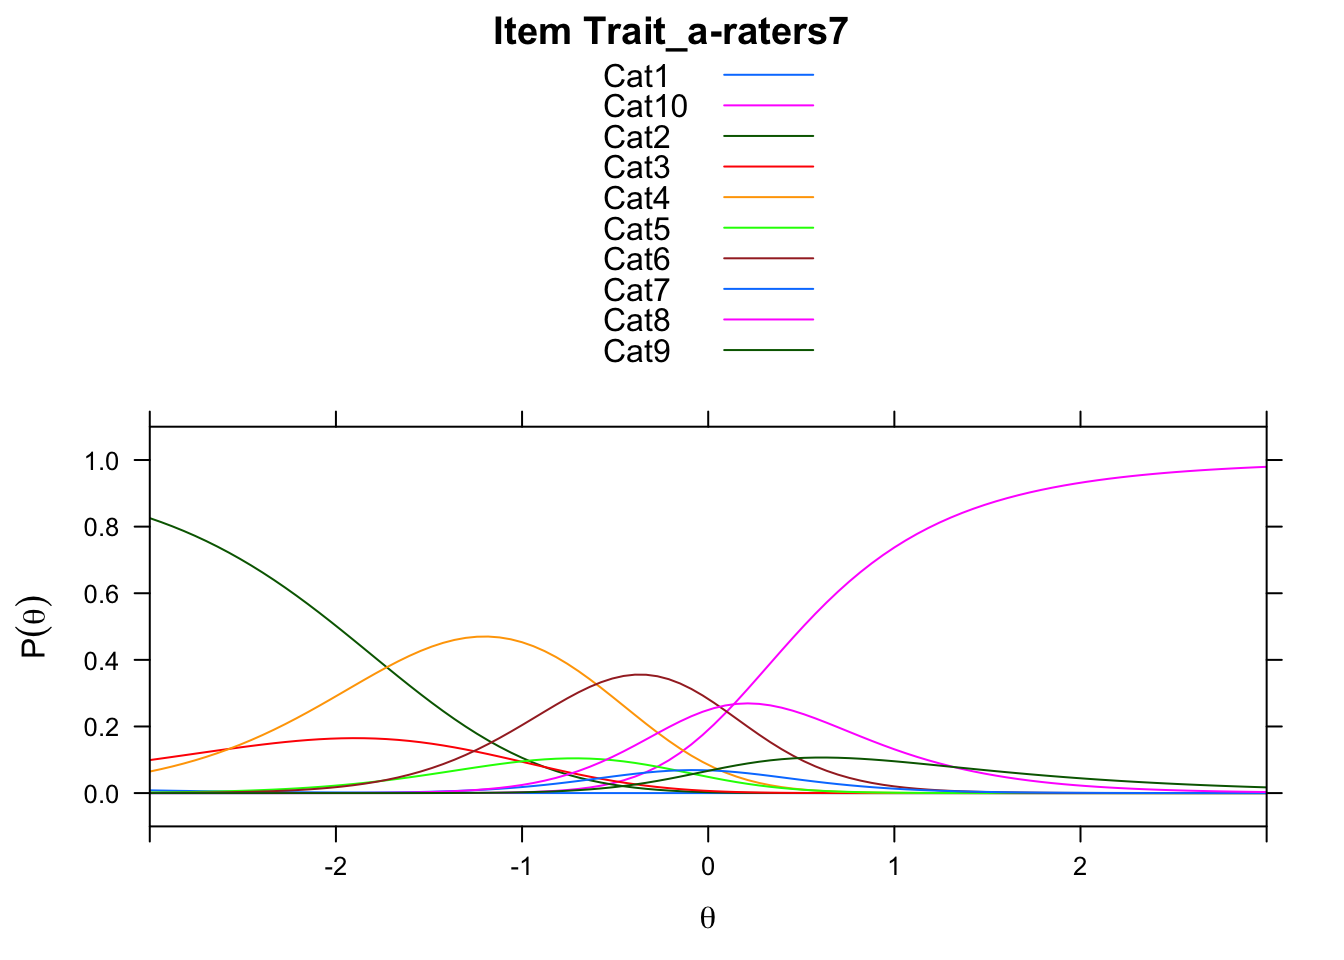 Item Trait_a-raters7
Cat1
Cat10
Cat2
Cat3
Cat4
Cat5
Cat6
Cat7
Cat8
Cat9
1.0
0.8
0.6
0.4
0.2
0.0
P(θ)
-2 -1 0 1 2
θ